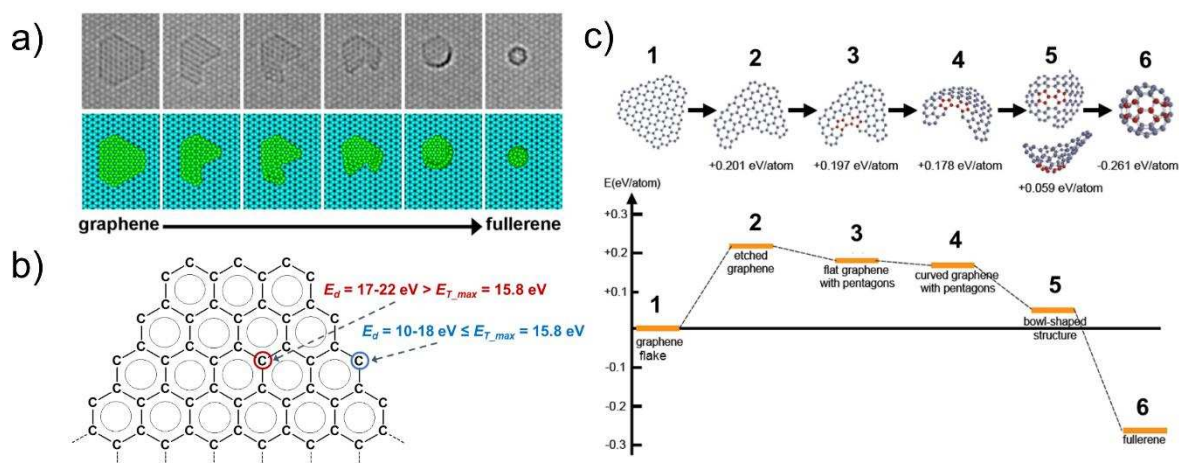 a)
graphene
fullerene
b)
E_d = 17-22 eV > E_T_max = 15.8 eV
E_d = 10-18 eV ≤ E_T_max = 15.8 eV
C C C
C C C C
C C C C
C C C C C
C C C C C
C C C C C C
C C C C C C
C C C C C C C
C C C C C C
c)
1
2
3
4
5
6
+0.201 eV/atom
+0.197 eV/atom
+0.178 eV/atom
+0.059 eV/atom
-0.261 eV/atom
E(eV/atom)
+0.3
+0.2
+0.1
0
-0.1
-0.2
-0.3
1
graphene
flake
2
etched
graphene
3
flat graphene
with pentagons
4
curved graphene
with pentagons
5
bowl-shaped
structure
6
fullerene